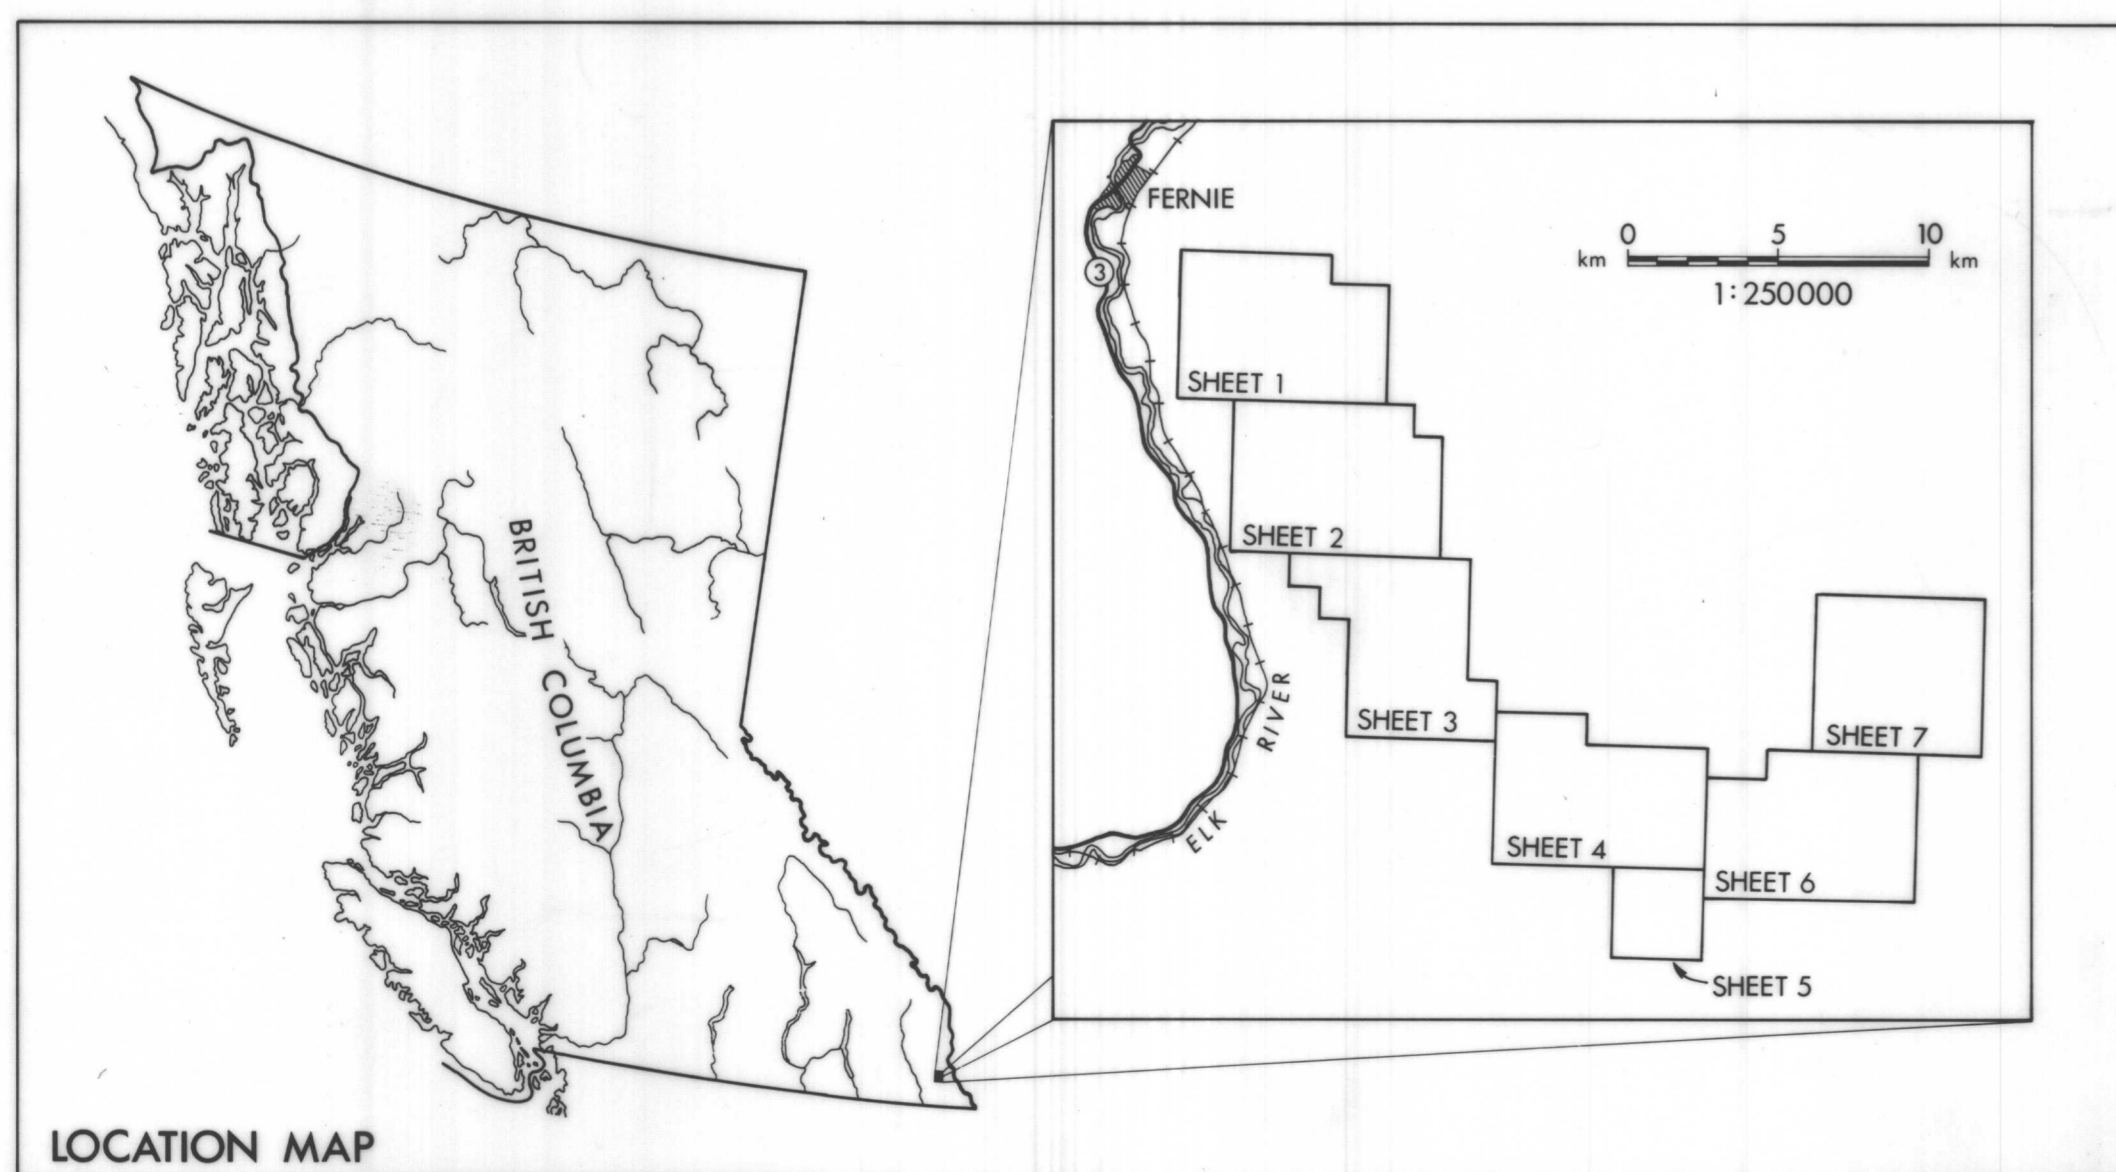 FERNIE
3
0 5 10
km km
1:250000
SHEET 1
SHEET 2
BRITISH COLUMBIA
SHEET 3
RIVER
SHEET 7
ELK
SHEET 4
SHEET 6
SHEET 5
LOCATION MAP